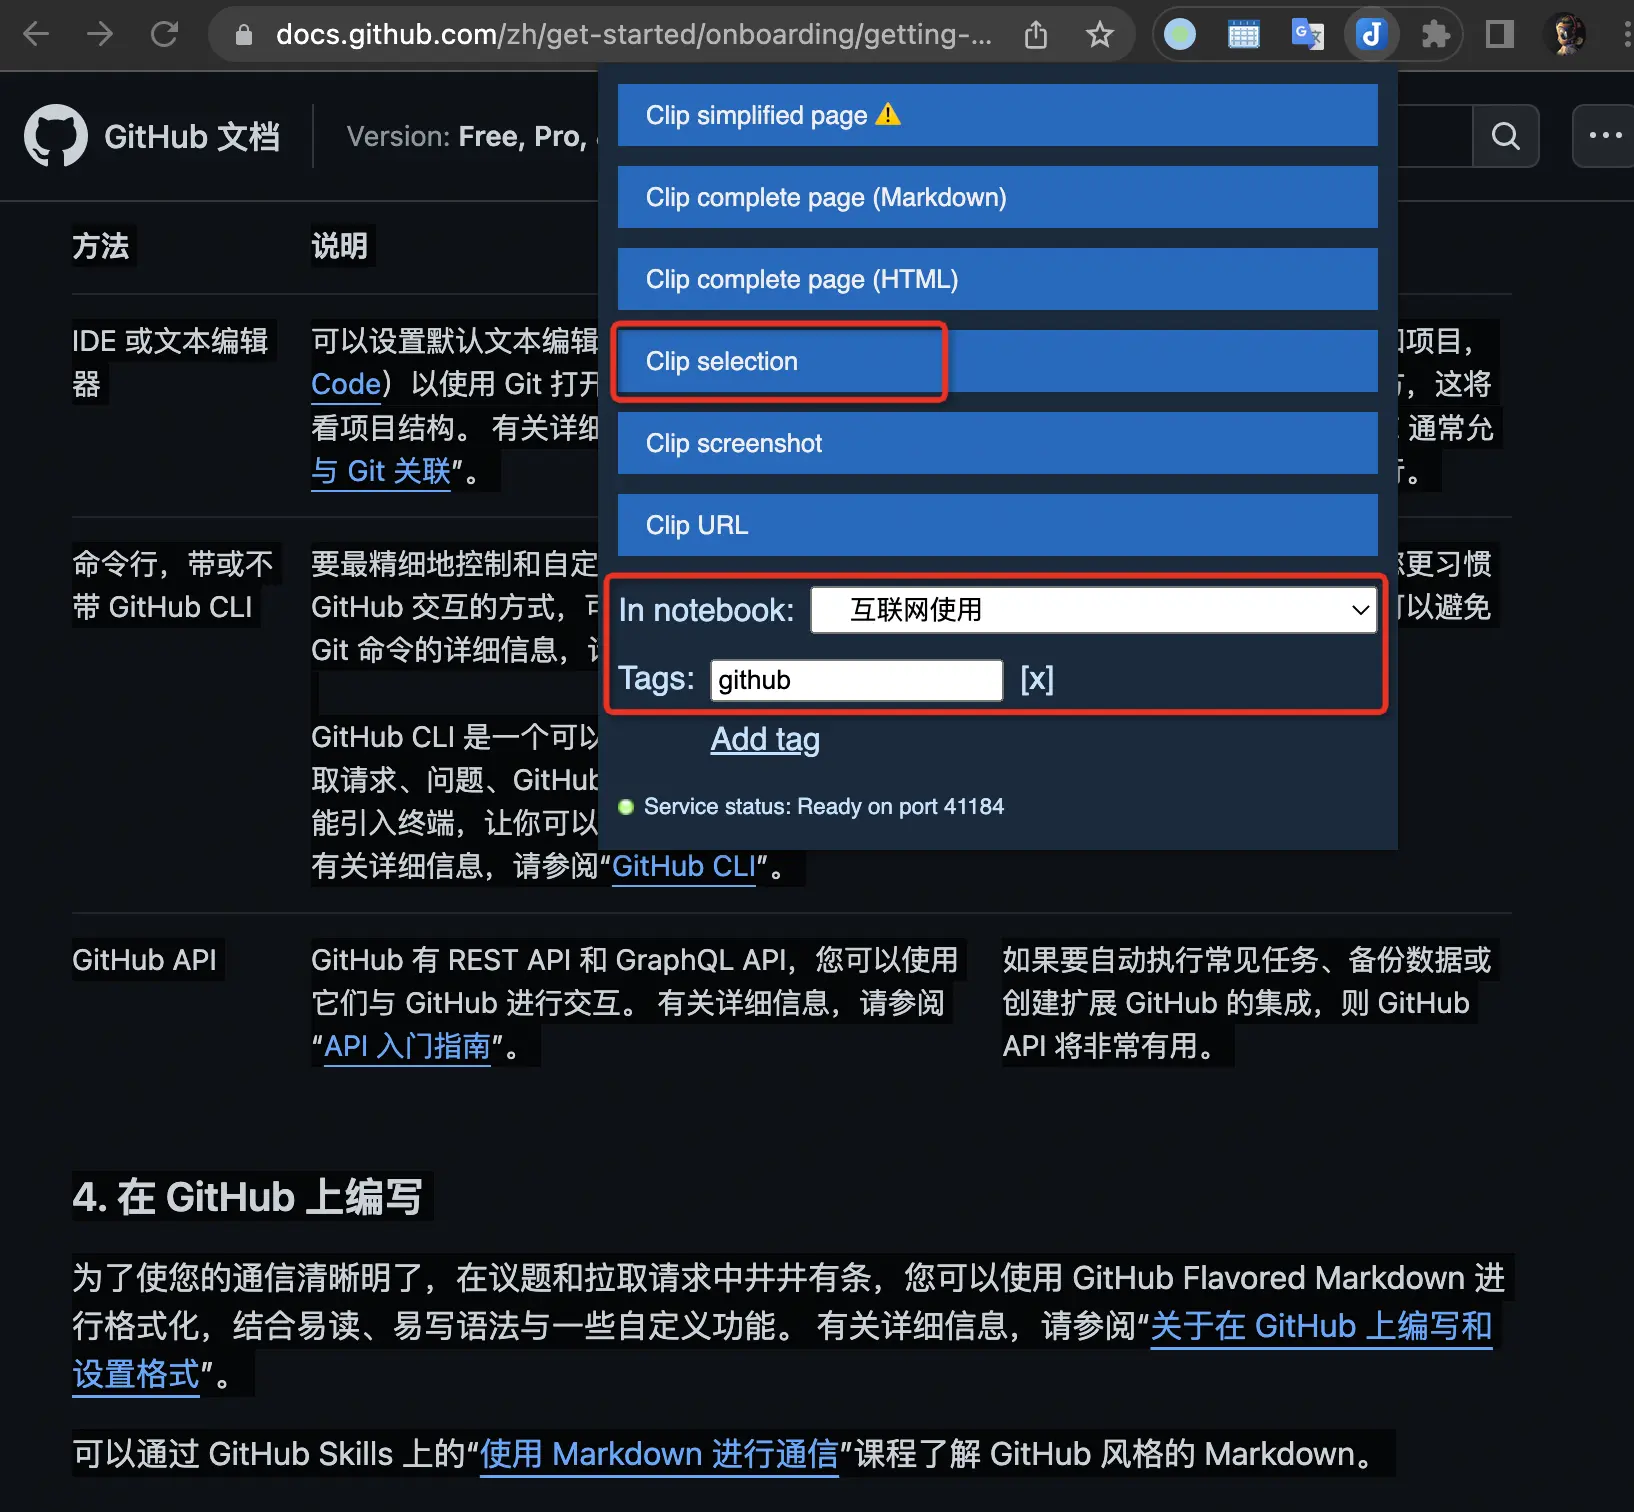 docs.github.com/zh/get-started/onboarding/getting-...
GitHub 文档
Version: Free, Pro,
Clip simplified page
Clip complete page (Markdown)
Clip complete page (HTML)
Clip selection
Clip screenshot
Clip URL
In notebook: 互联网使用
Tags: github [x]
Add tag
Service status: Ready on port 41184
方法 说明
IDE 或文本编辑
器
可以设置默认文本编辑
Code）以使用 Git 打开
看项目结构。 有关详细
与 Git 关联”。
项目，
，这将
通常允
。
命令行，带或不
带 GitHub CLI
要最精细地控制和自定
GitHub 交互的方式，可
Git 命令的详细信息，
更习惯
可以避免
GitHub CLI 是一个可以
取请求、问题、GitHub
能引入终端，让你可以
有关详细信息，请参阅“GitHub CLI”。
GitHub API
GitHub 有 REST API 和 GraphQL API，您可以使用
它们与 GitHub 进行交互。 有关详细信息，请参阅
“API 入门指南”。
如果要自动执行常见任务、备份数据或
创建扩展 GitHub 的集成，则 GitHub
API 将非常有用。
4. 在 GitHub 上编写
为了使您的通信清晰明了，在议题和拉取请求中井井有条，您可以使用 GitHub Flavored Markdown 进
行格式化，结合易读、易写语法与一些自定义功能。 有关详细信息，请参阅“关于在 GitHub 上编写和
设置格式”。
可以通过 GitHub Skills 上的“使用 Markdown 进行通信”课程了解 GitHub 风格的 Markdown。